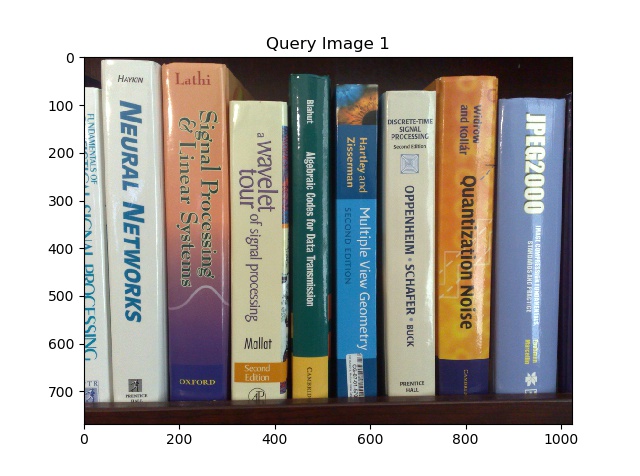 Query Image 1
0
100
200
300
400
500
600
700
0
200
400
600
800
1000
FUNDAMENTALS OF
SIGNAL PROCESSING
HAYKIN
NEURAL NETWORKS
PRENTICE
HALL
Lathi
Signal Processing
& Linear Systems
OXFORD
a wavelet
tour of signal processing
Mallat
Second
Edition
AP
Blahut
Algebraic Codes for Data Transmission
CAMBRIDGE
Hartley and
Zisserman
Multiple View Geometry
SECOND EDITION
DISCRETE-TIME
SIGNAL
PROCESSING
Second Edition
OPPENHEIM • SCHAFER • BUCK
PRENTICE
HALL
Widrow
and Kollár
Quantization Noise
JPEG2000
IMAGE COMPRESSION FUNDAMENTALS
STANDARDS AND PRACTICE
Taubman
Marcellin